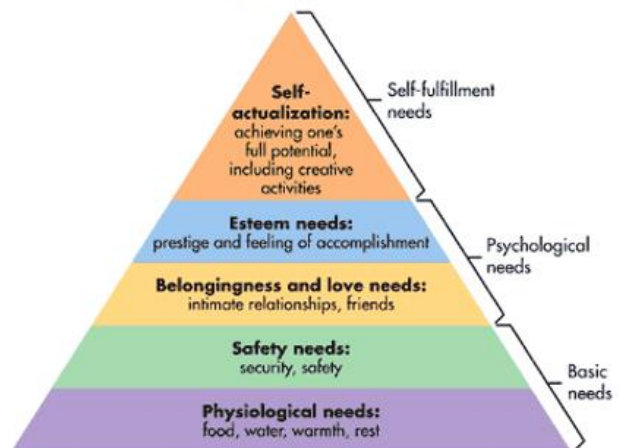 Self-
actualization:
achieving one's
full potential,
including creative
activities
Self-fulfillment
needs
Esteem needs:
prestige and feeling of accomplishment
Psychological
needs
Belongingness and love needs:
intimate relationships, friends
Safety needs:
security, safety
Basic
needs
Physiological needs:
food, water, warmth, rest